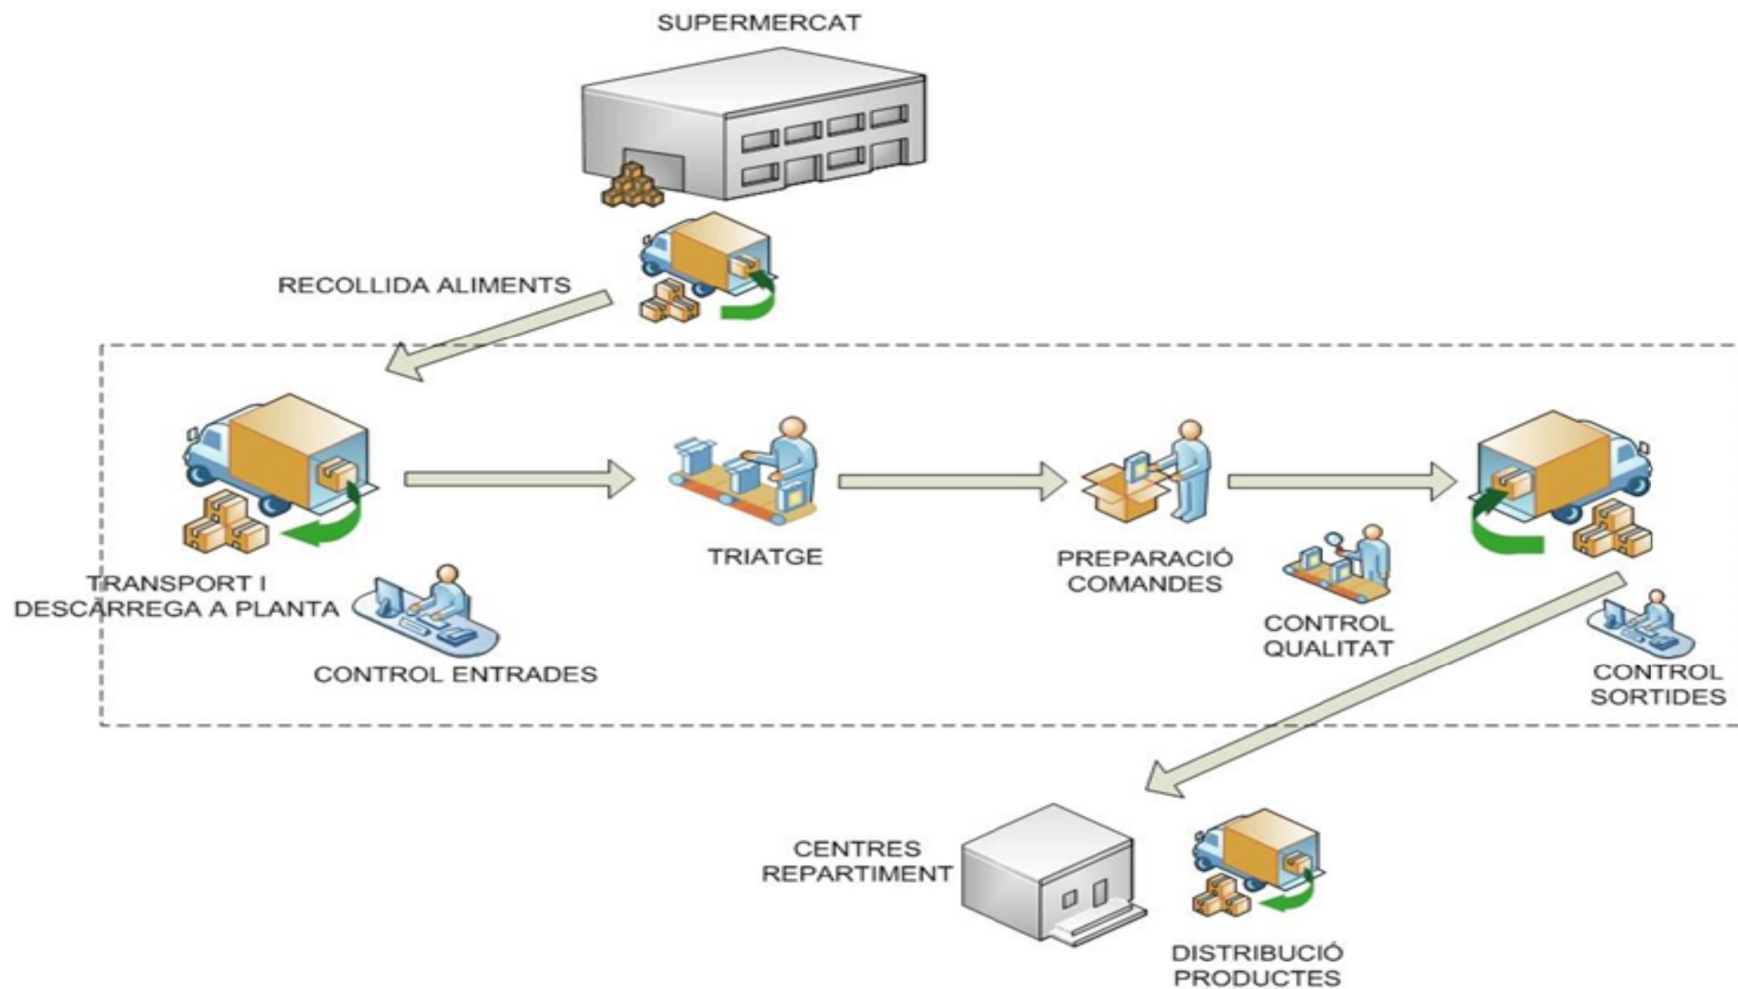 SUPERMERCAT
RECOLLIDA ALIMENTS
TRANSPORT I
DESCÀRREGA A PLANTA
CONTROL ENTRADES
TRIATGE
PREPARACIÓ
COMANDES
CONTROL
QUALITAT
CONTROL
SORTIDES
CENTRES
REPARTIMENT
DISTRIBUCIÓ
PRODUCTES